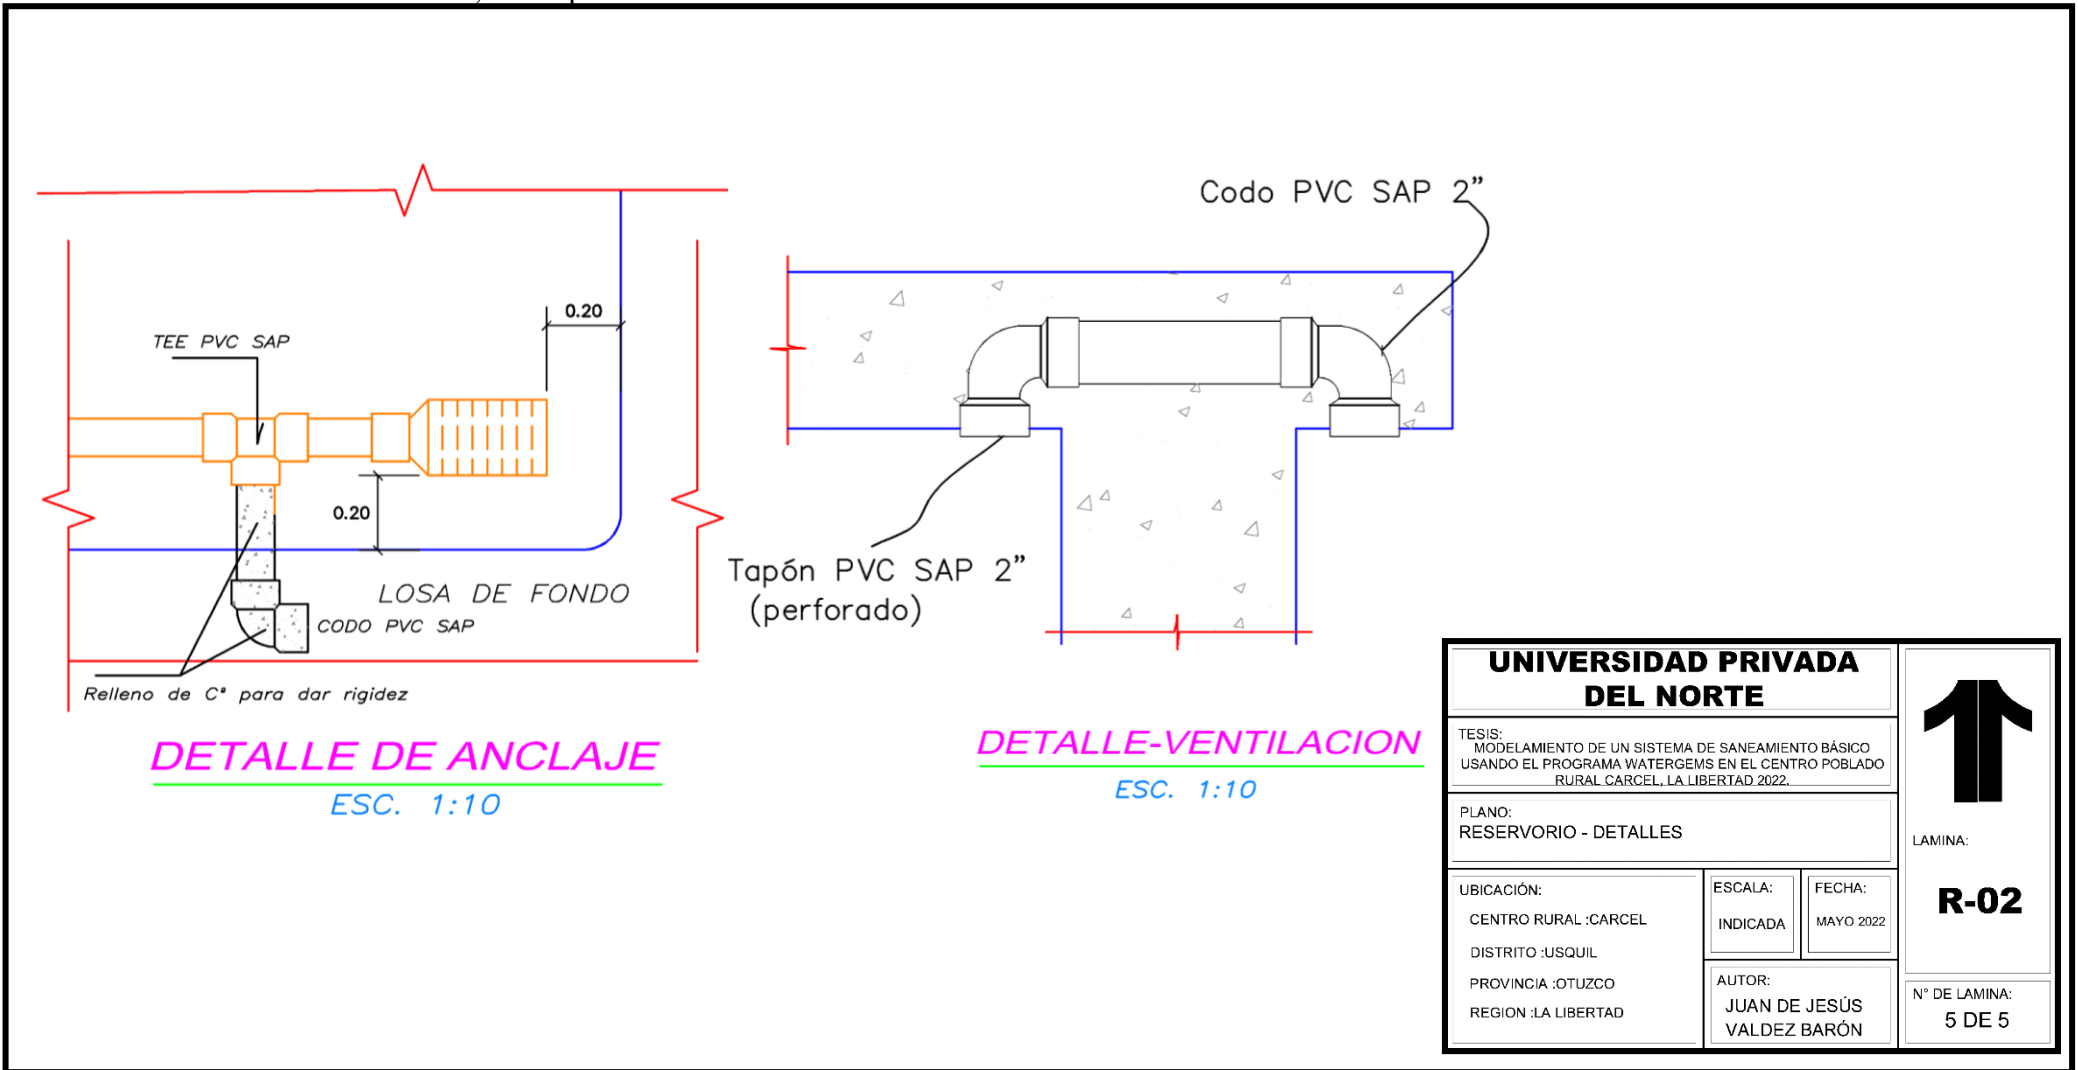 TEE PVC SAP
0.20
0.20
LOSA DE FONDO
CODO PVC SAP
Relleno de C° para dar rigidez
DETALLE DE ANCLAJE
ESC. 1:10
Codo PVC SAP 2"
Tapón PVC SAP 2"
(perforado)
DETALLE-VENTILACION
ESC. 1:10
UNIVERSIDAD PRIVADA
DEL NORTE
TESIS:
MODELAMIENTO DE UN SISTEMA DE SANEAMIENTO BÁSICO
USANDO EL PROGRAMA WATERGEMS EN EL CENTRO POBLADO
RURAL CARCEL, LA LIBERTAD 2022.
PLANO:
RESERVORIO - DETALLES
UBICACIÓN:
CENTRO RURAL :CARCEL
DISTRITO :USQUIL
PROVINCIA :OTUZCO
REGION :LA LIBERTAD
ESCALA:
INDICADA
FECHA:
MAYO 2022
AUTOR:
JUAN DE JESÚS
VALDEZ BARÓN
LAMINA:
R-02
N° DE LAMINA:
5 DE 5